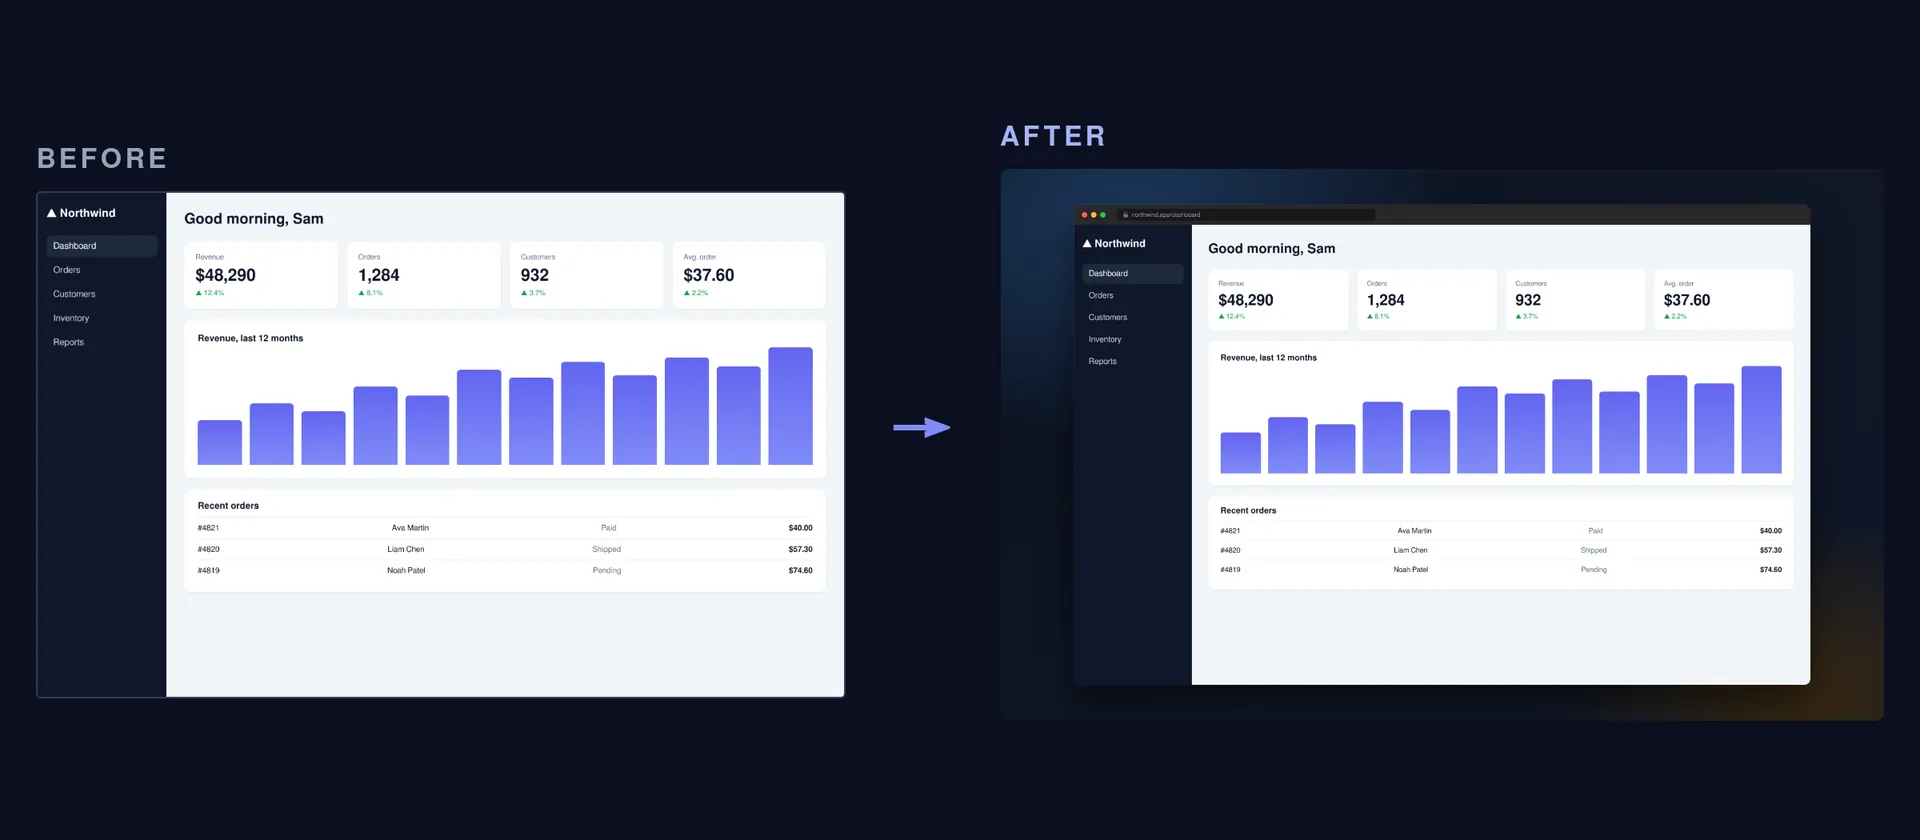 BEFORE
Northwind
Dashboard
Orders
Customers
Inventory
Reports
Good morning, Sam
Revenue
$48,290
▲ 12.4%
Orders
1,284
▲ 8.1%
Customers
932
▲ 3.7%
Avg. order
$37.60
▲ 2.2%
Revenue, last 12 months
Recent orders
#4821 Ava Martin Paid $40.00
#4820 Liam Chen Shipped $57.30
#4819 Noah Patel Pending $74.60
AFTER
northwind.app/dashboard
Northwind
Dashboard
Orders
Customers
Inventory
Reports
Good morning, Sam
Revenue
$48,290
▲ 12.4%
Orders
1,284
▲ 8.1%
Customers
932
▲ 3.7%
Avg. order
$37.60
▲ 2.2%
Revenue, last 12 months
Recent orders
#4821 Ava Martin Paid $40.00
#4820 Liam Chen Shipped $57.30
#4819 Noah Patel Pending $74.60